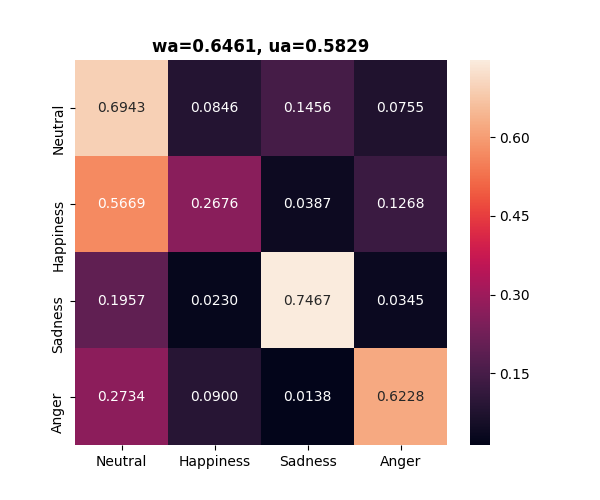 wa=0.6461, ua=0.5829
Neutral 0.6943 0.0846 0.1456 0.0755
Happiness 0.5669 0.2676 0.0387 0.1268
Sadness 0.1957 0.0230 0.7467 0.0345
Anger 0.2734 0.0900 0.0138 0.6228
Neutral Happiness Sadness Anger
0.60
0.45
0.30
0.15